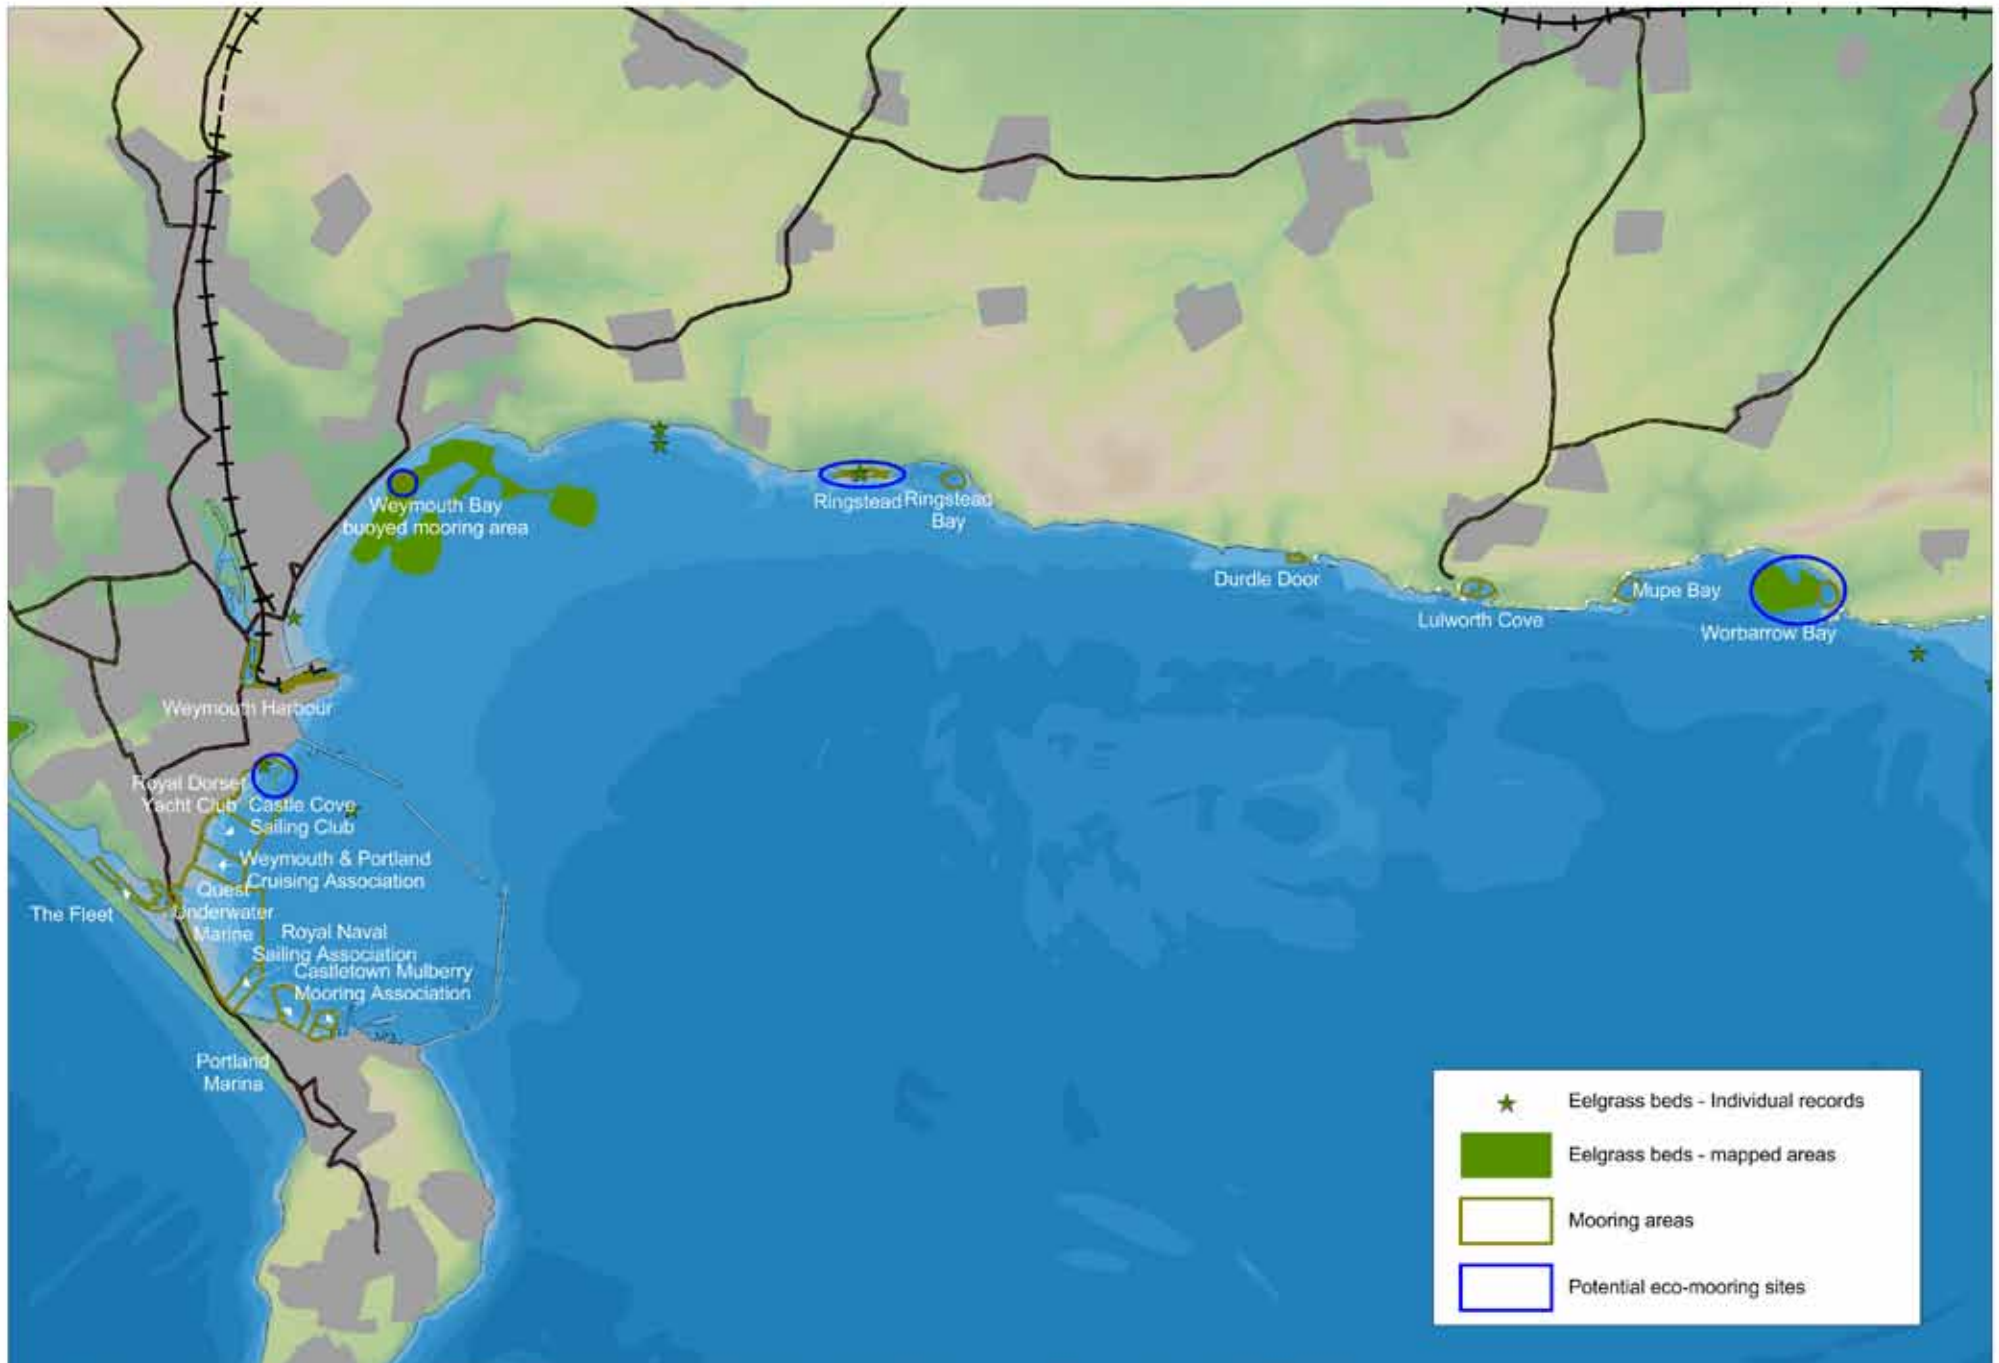 Weymouth Bay
buoyed mooring area
Ringstead
Ringstead
Bay
Durdle Door
Lulworth Cove
Mupe Bay
Worbarrow Bay
Weymouth Harbour
Royal Dorset
Yacht Club
Castle Cove
Sailing Club
Weymouth & Portland
Cruising Association
Quest
Underwater
Marine
The Fleet
Royal Naval
Sailing Association
Castletown Mulberry
Mooring Association
Portland
Marina
Eelgrass beds - Individual records
Eelgrass beds - mapped areas
Mooring areas
Potential eco-mooring sites